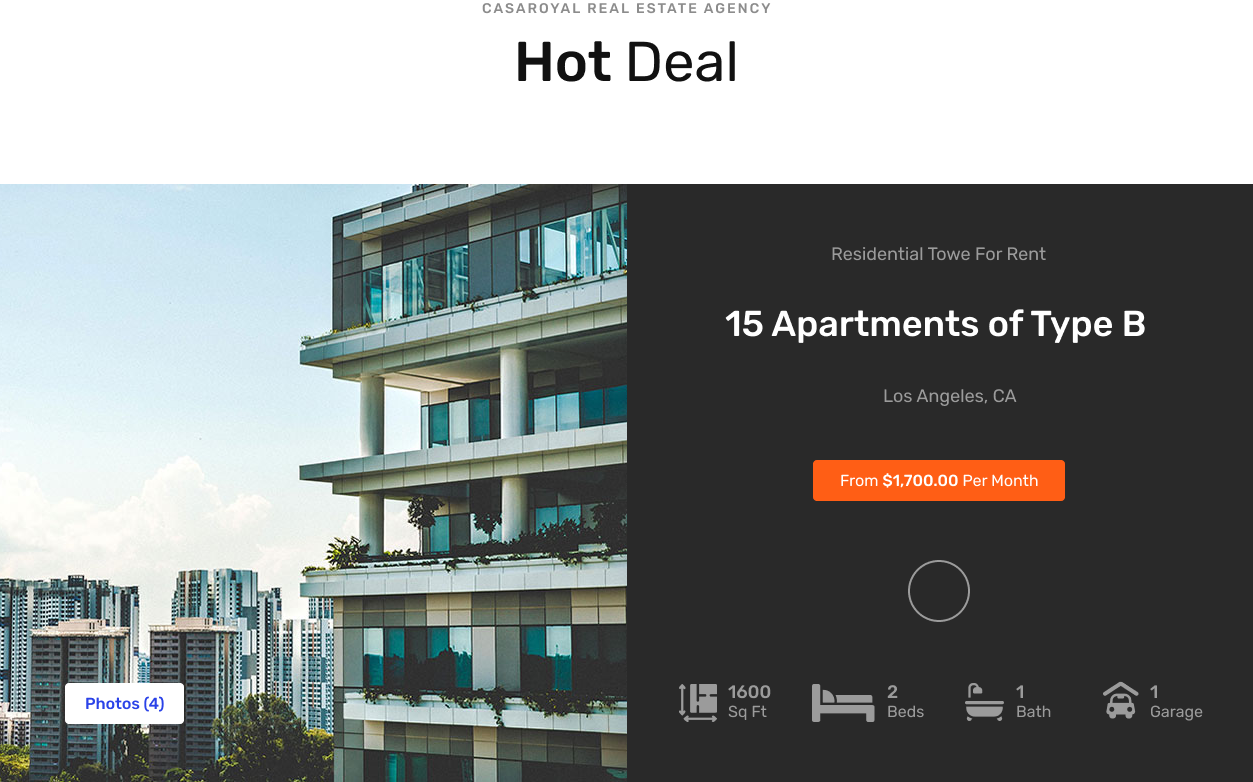 CASAROYAL REAL ESTATE AGENCY
Hot Deal
Residential Towe For Rent
15 Apartments of Type B
Los Angeles, CA
From $1,700.00 Per Month
Photos (4)
1600
Sq Ft
2
Beds
1
Bath
1
Garage